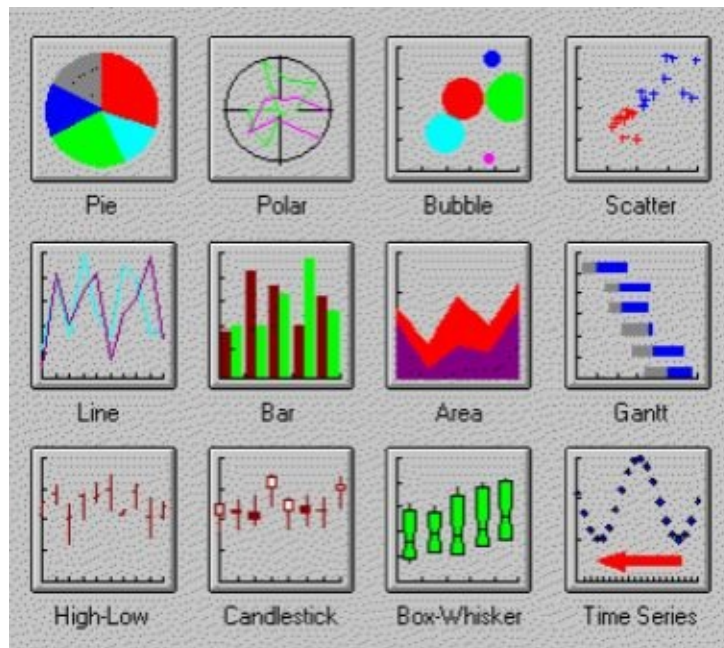 Pie Polar Bubble Scatter
Line Bar Area Gantt
High-Low Candlestick Box-Whisker Time Series